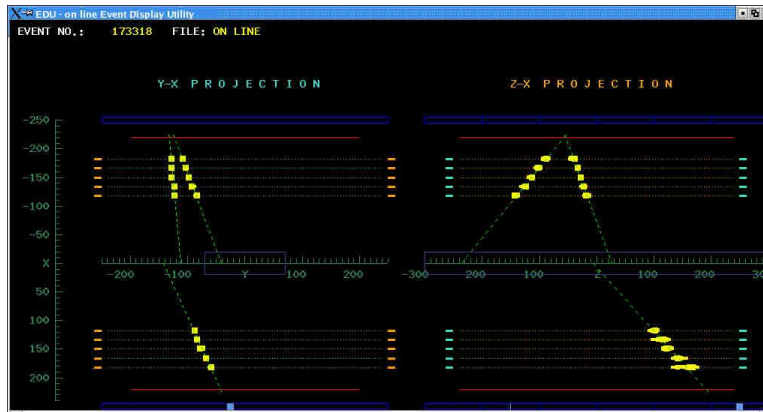 EDU - on line Event Display Utility
EVENT NO.: 173318 FILE: ON LINE
Y-X PROJECTION Z-X PROJECTION
-250
-200
-150
-100
-50
X
-200 -100 Y 100 200 -300 200 100 Z 100 200 30
50
100
150
200